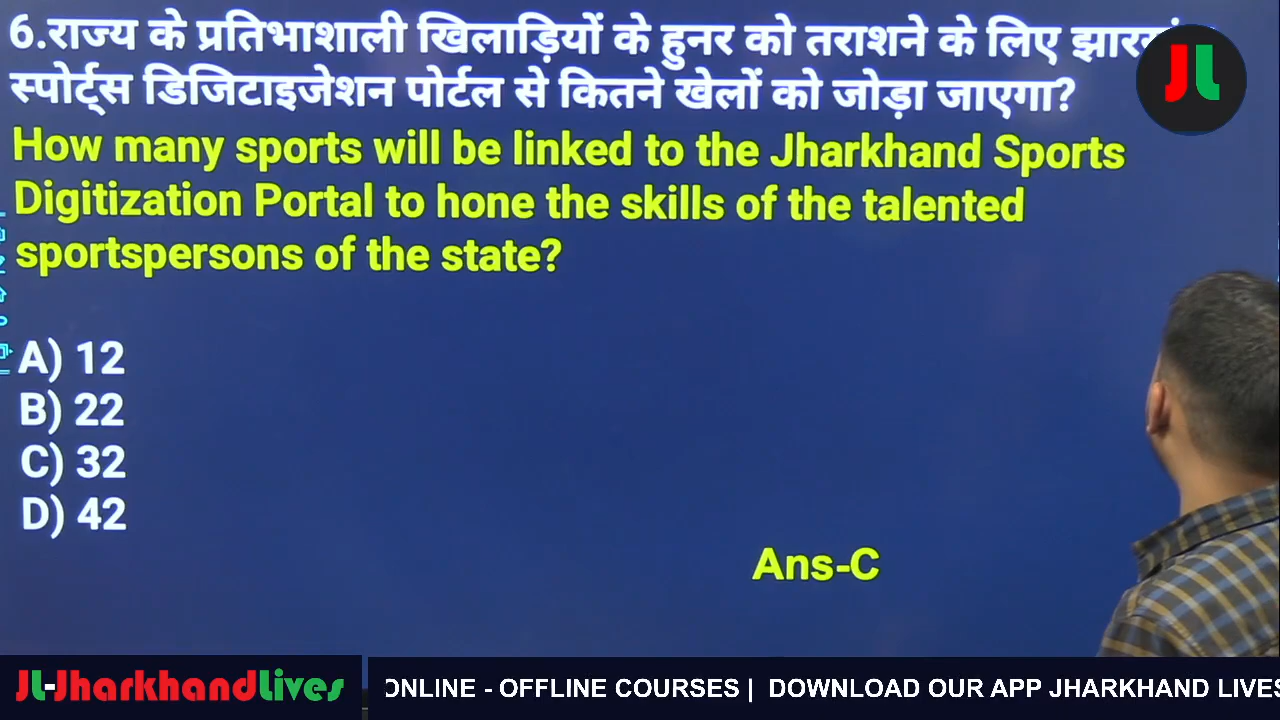 6.राज्य के प्रतिभाशाली खिलाड़ियों के हुनर को तराशने के लिए
स्पोर्ट्स डिजिटाइजेशन पोर्टल से कितने खेलों को जोड़ा जाएगा?
JL
How many sports will be linked to the Jharkhand Sports
Digitization Portal to hone the skills of the talented
sportspersons of the state?
A) 12
B) 22
C) 32
D) 42
Ans-C
JL-JharkhandLives
ONLINE - OFFLINE COURSES | DOWNLOAD OUR APP JHARKHAND LIVES